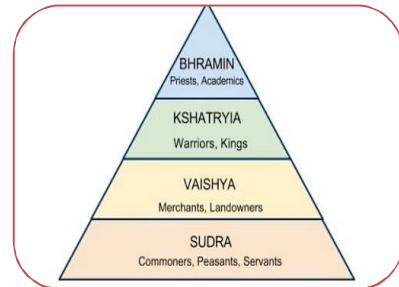 BHRAMIN
Priests, Academics
KSHATRYIA
Warriors, Kings
VAISHYA
Merchants, Landowners
SUDRA
Commoners, Peasants, Servants